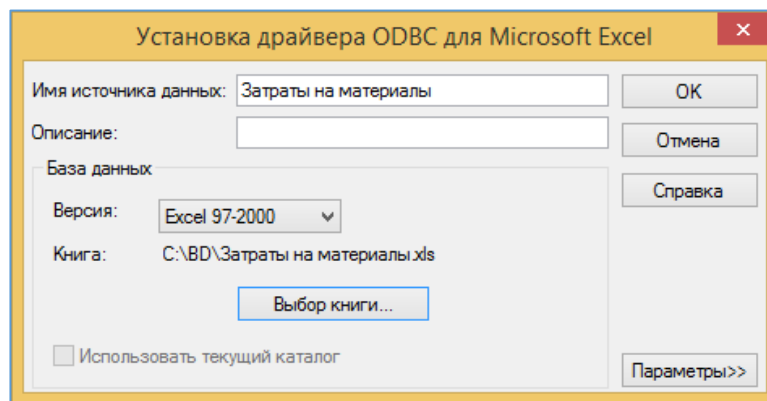 Установка драйвера ODBC для Microsoft Excel
Имя источника данных: Затраты на материалы
OK
Описание:
Отмена
База данных
Справка
Версия: Excel 97-2000
Книга: C:\BD\Затраты на материалы.xls
Выбор книги...
Использовать текущий каталог
Параметры>>